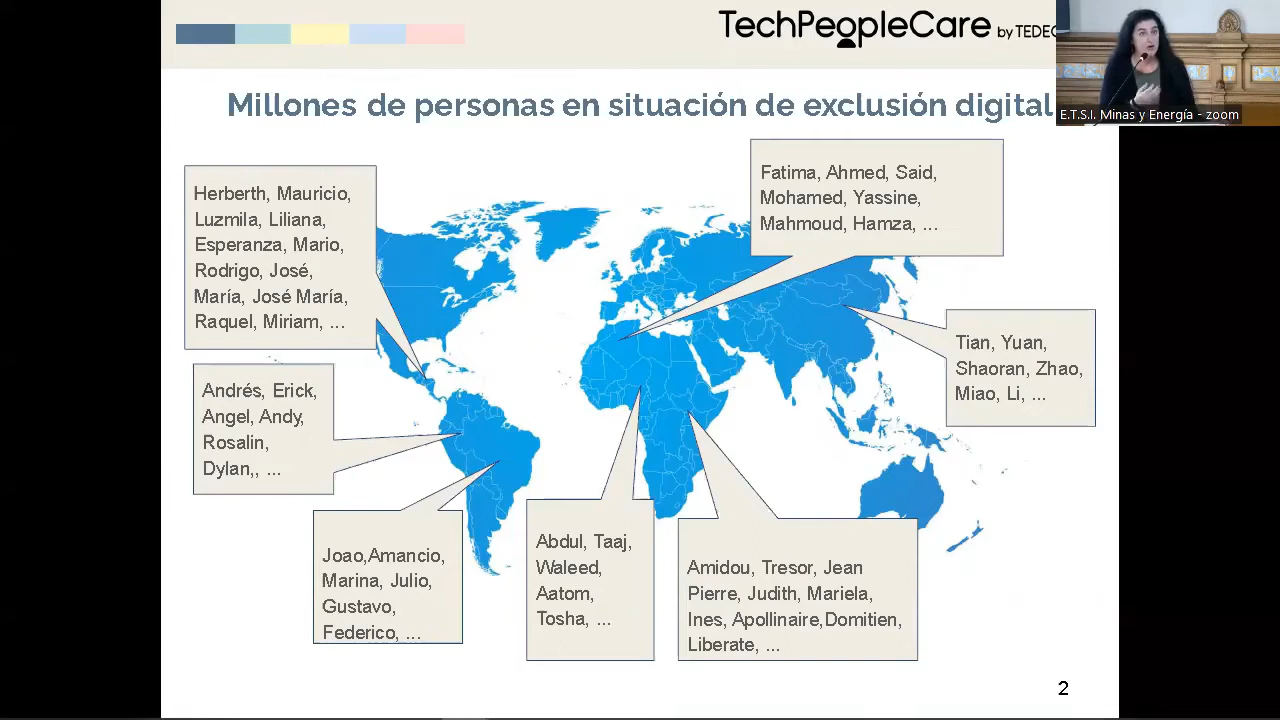 TechPeopleCare by TEDEC
E.T.S.I. Minas y Energía - zoom
Millones de personas en situación de exclusión digital
Herberth, Mauricio,
Luzmila, Liliana,
Esperanza, Mario,
Rodrigo, José,
María, José María,
Raquel, Miriam, ...
Fatima, Ahmed, Said,
Mohamed, Yassine,
Mahmoud, Hamza, ...
Tian, Yuan,
Shaoran, Zhao,
Miao, Li, ...
Andrés, Erick,
Angel, Andy,
Rosalin,
Dylan,, ...
Joao,Amancio,
Marina, Julio,
Gustavo,
Federico, ...
Abdul, Taaj,
Waleed,
Aatom,
Tosha, ...
Amidou, Tresor, Jean
Pierre, Judith, Mariela,
Ines, Apollinaire,Domitien,
Liberate, ...
2